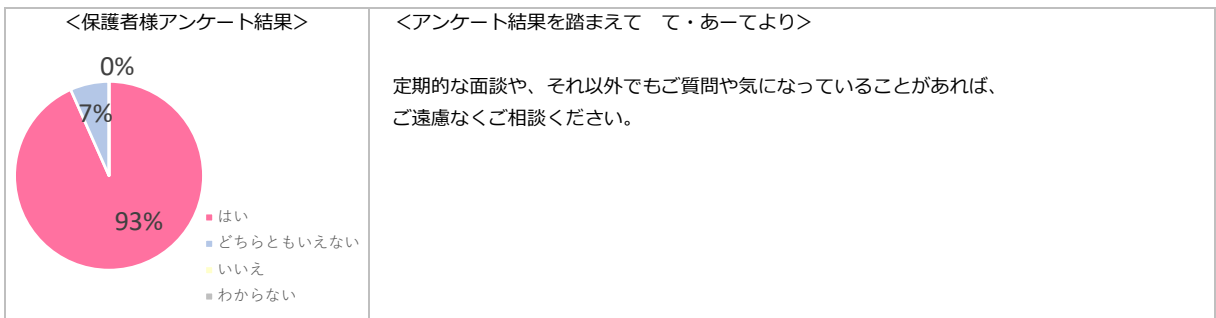 <保護者様アンケート結果>
0%
7%
93%
はい
どちらともいえない
いいえ
わからない
<アンケート結果を踏まえて　て・あーてより>
定期的な面談や、それ以外でもご質問や気になっていることがあれば、
ご遠慮なくご相談ください。